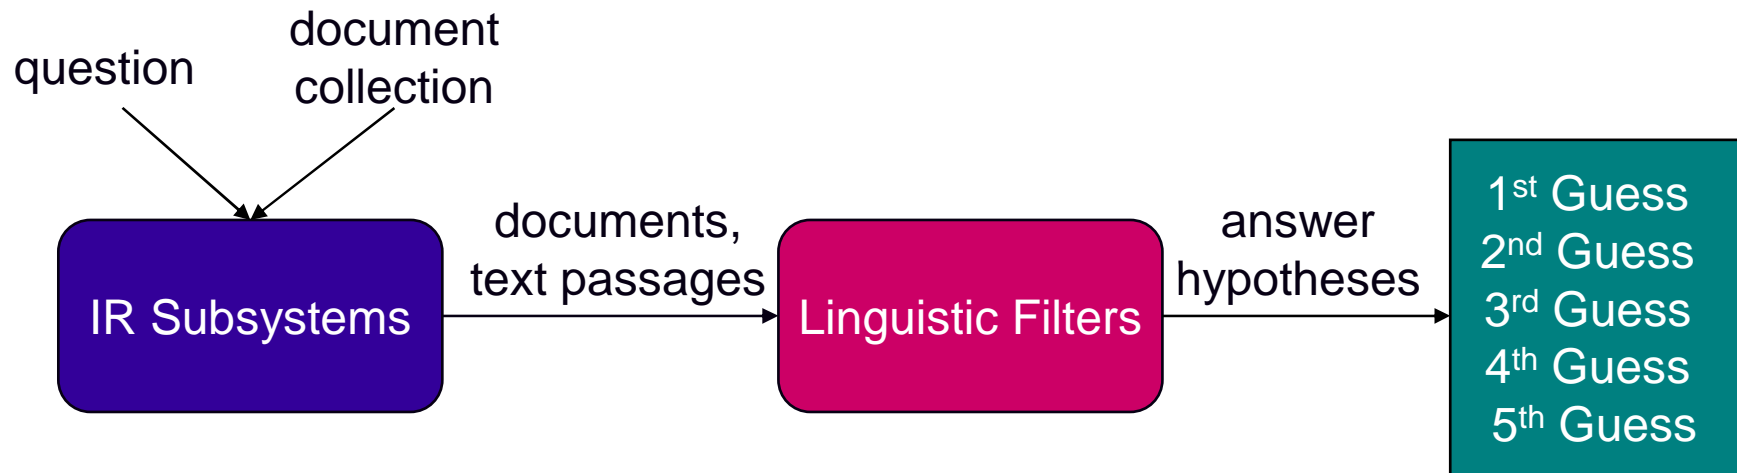 question
document
collection
IR Subsystems
documents,
text passages
Linguistic Filters
answer
hypotheses
1st Guess
2nd Guess
3rd Guess
4th Guess
5th Guess